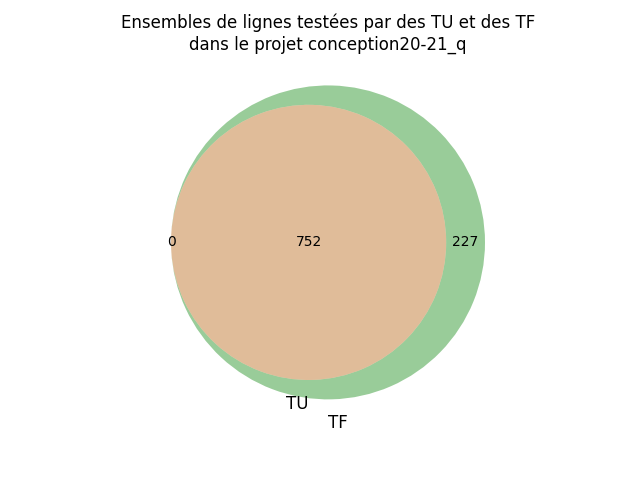 Ensembles de lignes testées par des TU et des TF
dans le projet conception20-21_q
0
752
227
TU
TF